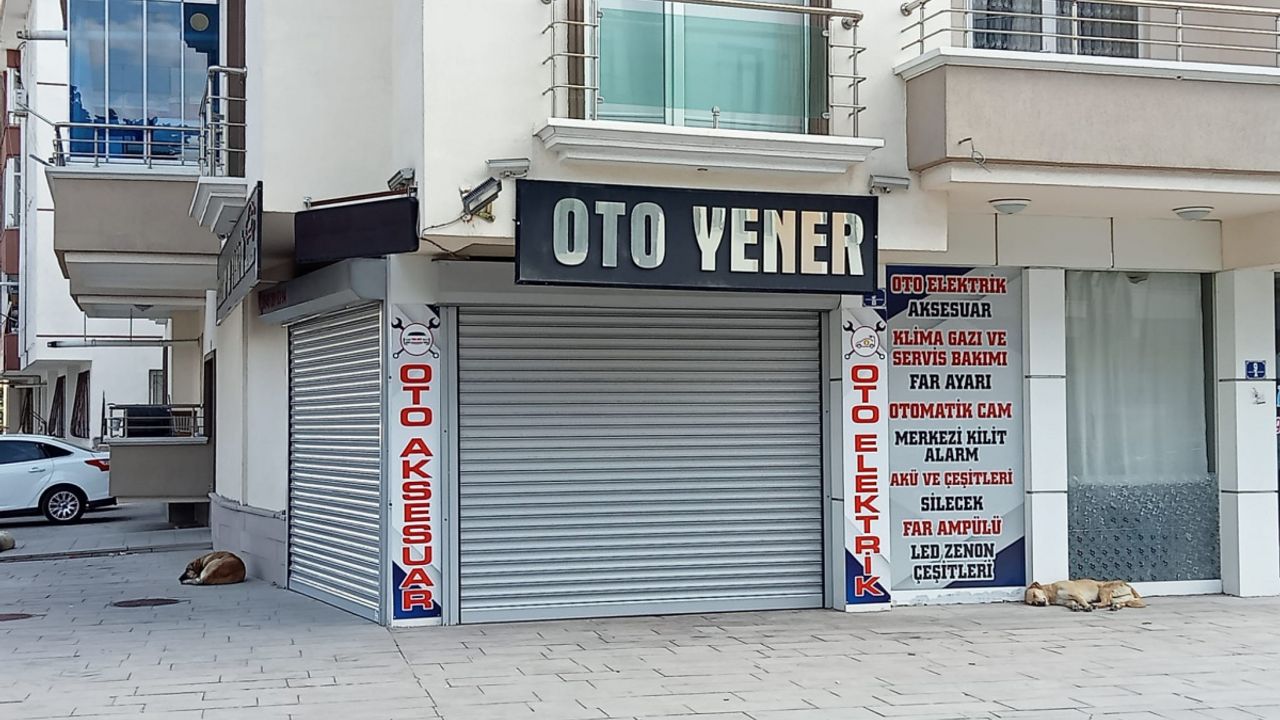 OTO YENER
OTO AKSESUAR
OTO ELEKTRİK
OTO ELEKTRİK
AKSESUAR
KLİMA GAZI VE
SERVİS BAKIMI
FAR AYARI
OTOMATİK CAM
MERKEZİ KİLİT
ALARM
AKÜ VE ÇEŞİTLERİ
SİLECEK
FAR AMPÜLÜ
LED ZENON
ÇEŞİTLERİ